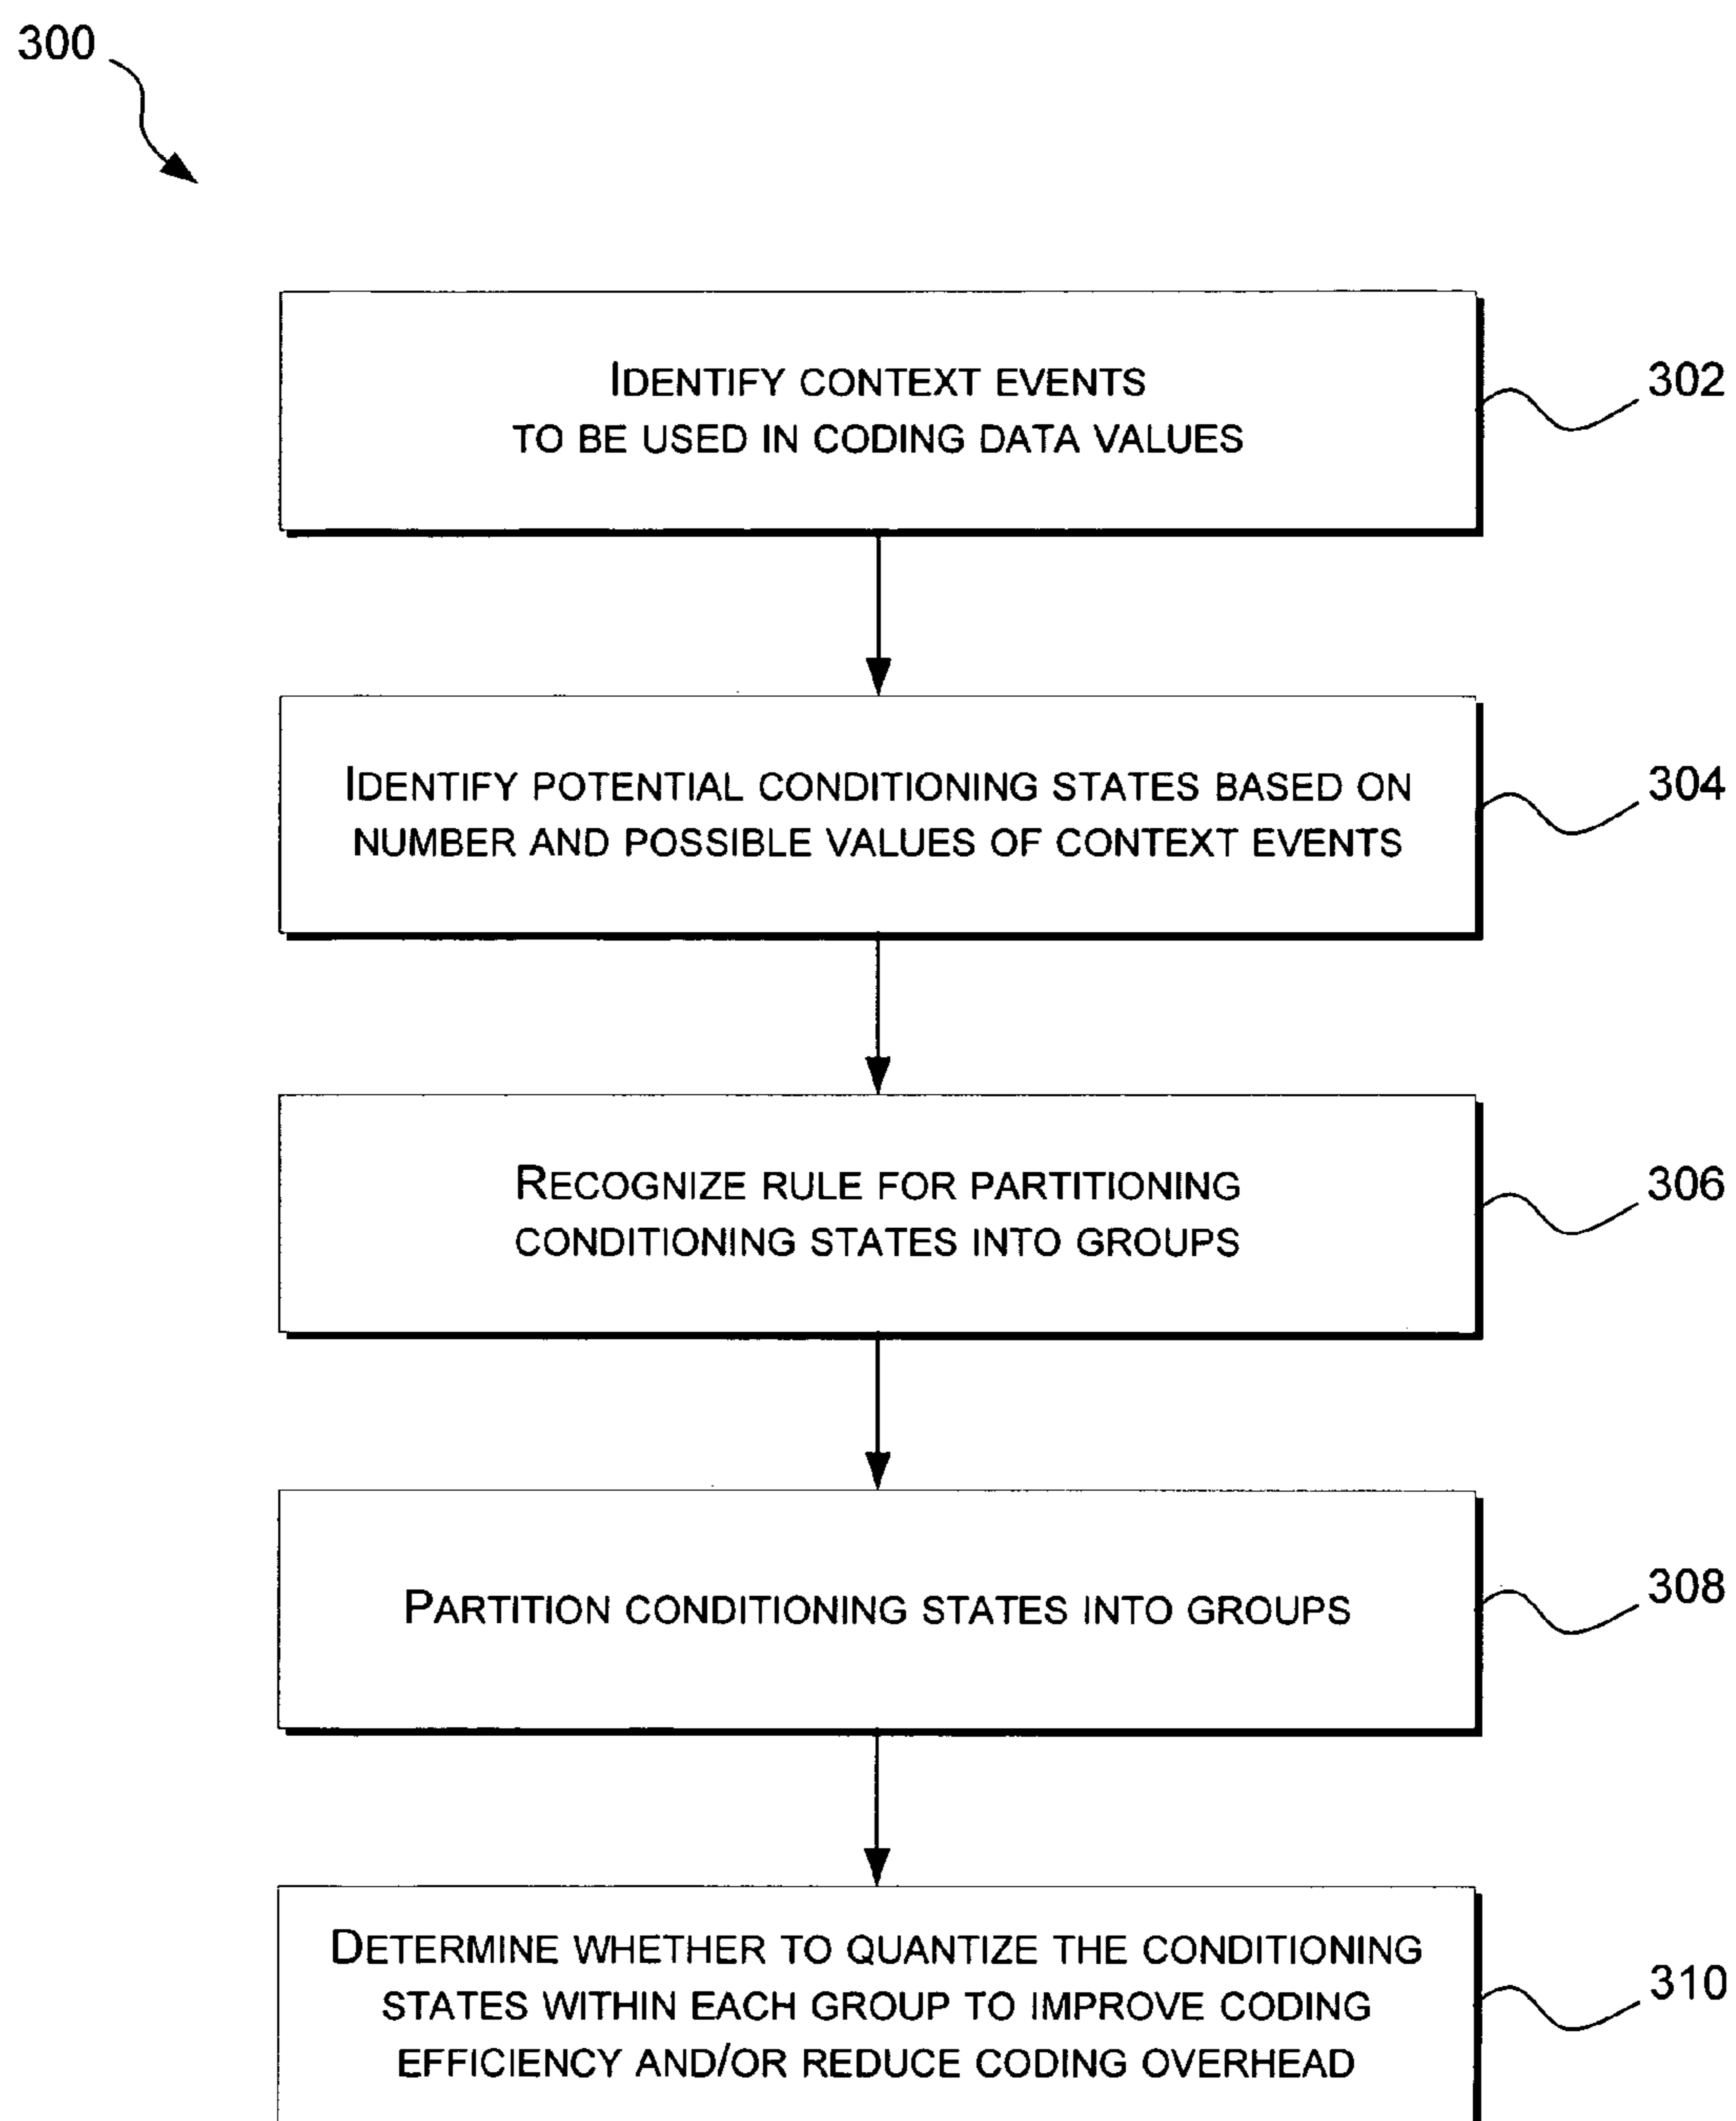 300
IDENTIFY CONTEXT EVENTS
TO BE USED IN CODING DATA VALUES
302
IDENTIFY POTENTIAL CONDITIONING STATES BASED ON
NUMBER AND POSSIBLE VALUES OF CONTEXT EVENTS
304
RECOGNIZE RULE FOR PARTITIONING
CONDITIONING STATES INTO GROUPS
306
PARTITION CONDITIONING STATES INTO GROUPS
308
DETERMINE WHETHER TO QUANTIZE THE CONDITIONING
STATES WITHIN EACH GROUP TO IMPROVE CODING
EFFICIENCY AND/OR REDUCE CODING OVERHEAD
310